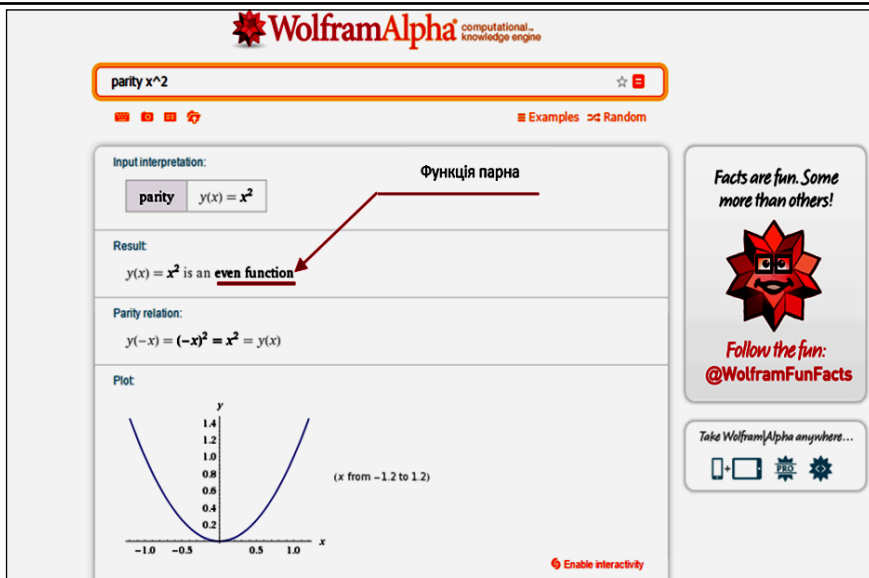 WolframAlpha computational... knowledge engine
parity x^2
Examples Random
Input interpretation:
Функція парна
parity y(x) = x²
Result:
y(x) = x² is an even function
Parity relation:
y(−x) = (−x)² = x² = y(x)
Plot:
y
1.4
1.2
1.0
0.8
0.6
0.4
0.2
(x from −1.2 to 1.2)
−1.0 −0.5 0.5 1.0 x
Enable interactivity
Facts are fun. Some
more than others!
Follow the fun:
@WolframFunFacts
Take Wolfram|Alpha anywhere...
PRO